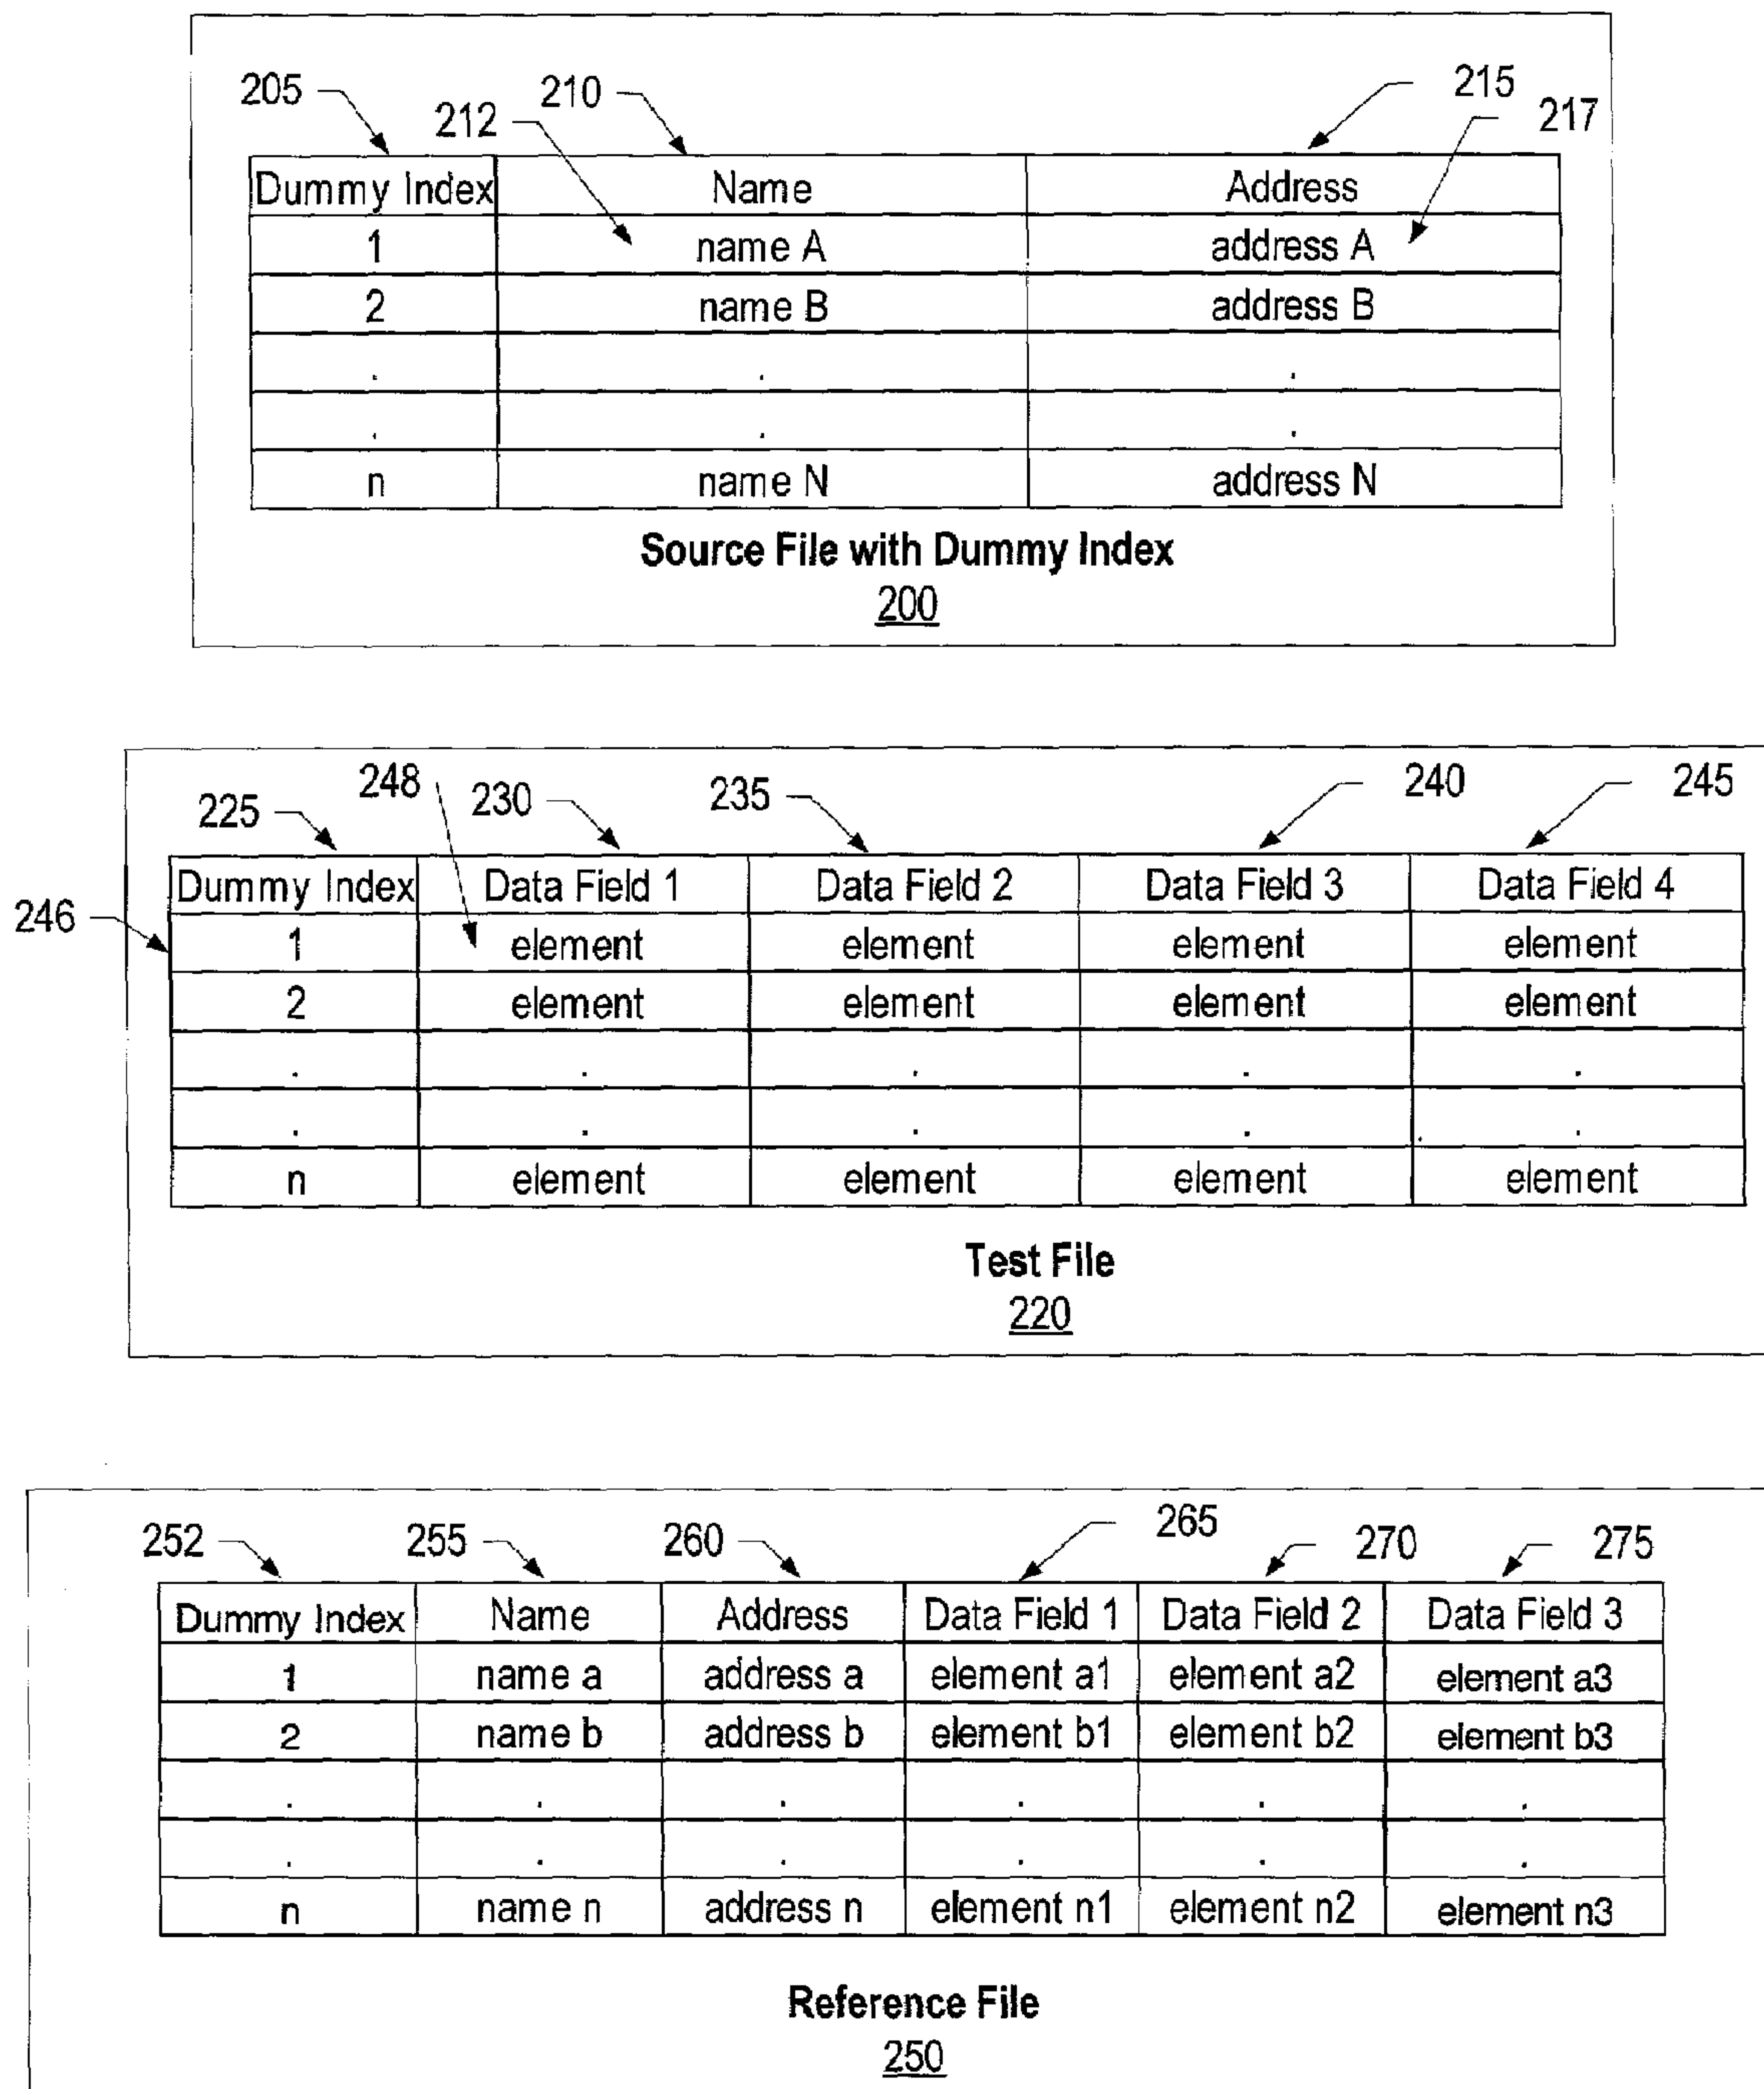 205 210 215
212 217
Dummy Index Name Address
1 name A address A
2 name B address B
. . .
. . .
n name N address N
Source File with Dummy Index
200
248 230 235 240 245
225
Dummy Index Data Field 1 Data Field 2 Data Field 3 Data Field 4
246
1 element element element element
2 element element element element
. . . . .
. . . . .
n element element element element
Test File
220
252 255 260 265 270 275
Dummy Index Name Address Data Field 1 Data Field 2 Data Field 3
1 name a address a element a1 element a2 element a3
2 name b address b element b1 element b2 element b3
. . . . . .
. . . . . .
n name n address n element n1 element n2 element n3
Reference File
250